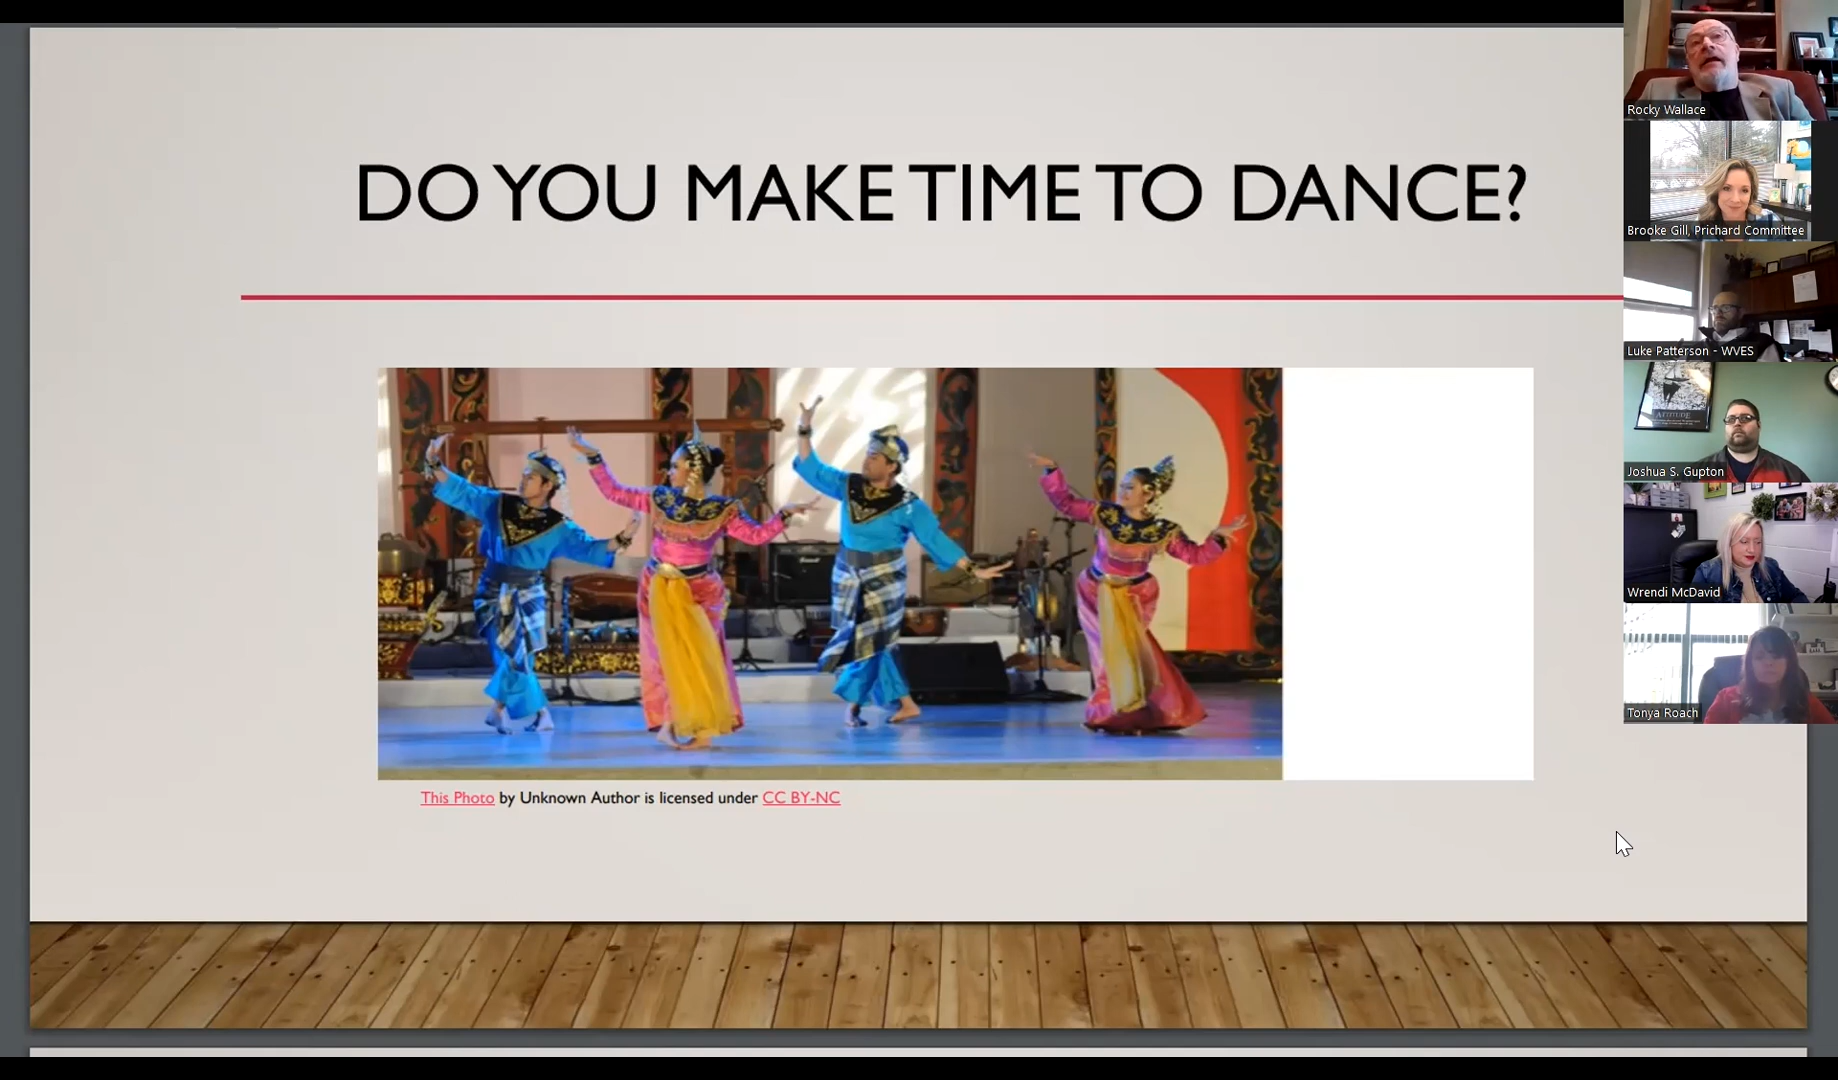 DO YOU MAKE TIME TO DANCE?
This Photo by Unknown Author is licensed under CC BY-NC
Rocky Wallace
Brooke Gill, Prichard Committee
Luke Patterson - WVES
ATTITUDE
Joshua S. Gupton
Wrendi McDavid
Tonya Roach